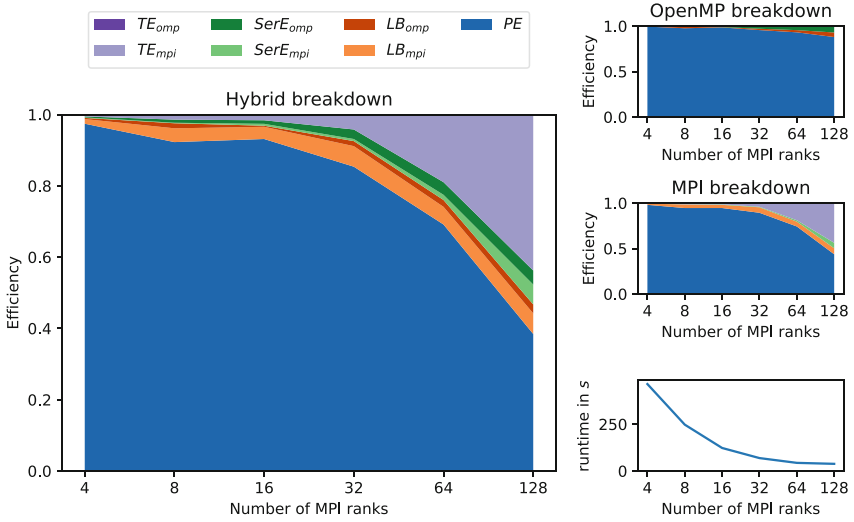 TE_omp SerE_omp LB_omp PE
TE_mpi SerE_mpi LB_mpi
Hybrid breakdown
1.0
0.8
0.6
0.4
0.2
0.0
Efficiency
4 8 16 32 64 128
Number of MPI ranks
OpenMP breakdown
1.0
0.5
0.0
Efficiency
4 8 16 32 64 128
Number of MPI ranks
MPI breakdown
1.0
0.5
0.0
Efficiency
4 8 16 32 64 128
Number of MPI ranks
250
0
runtime in s
4 8 16 32 64 128
Number of MPI ranks